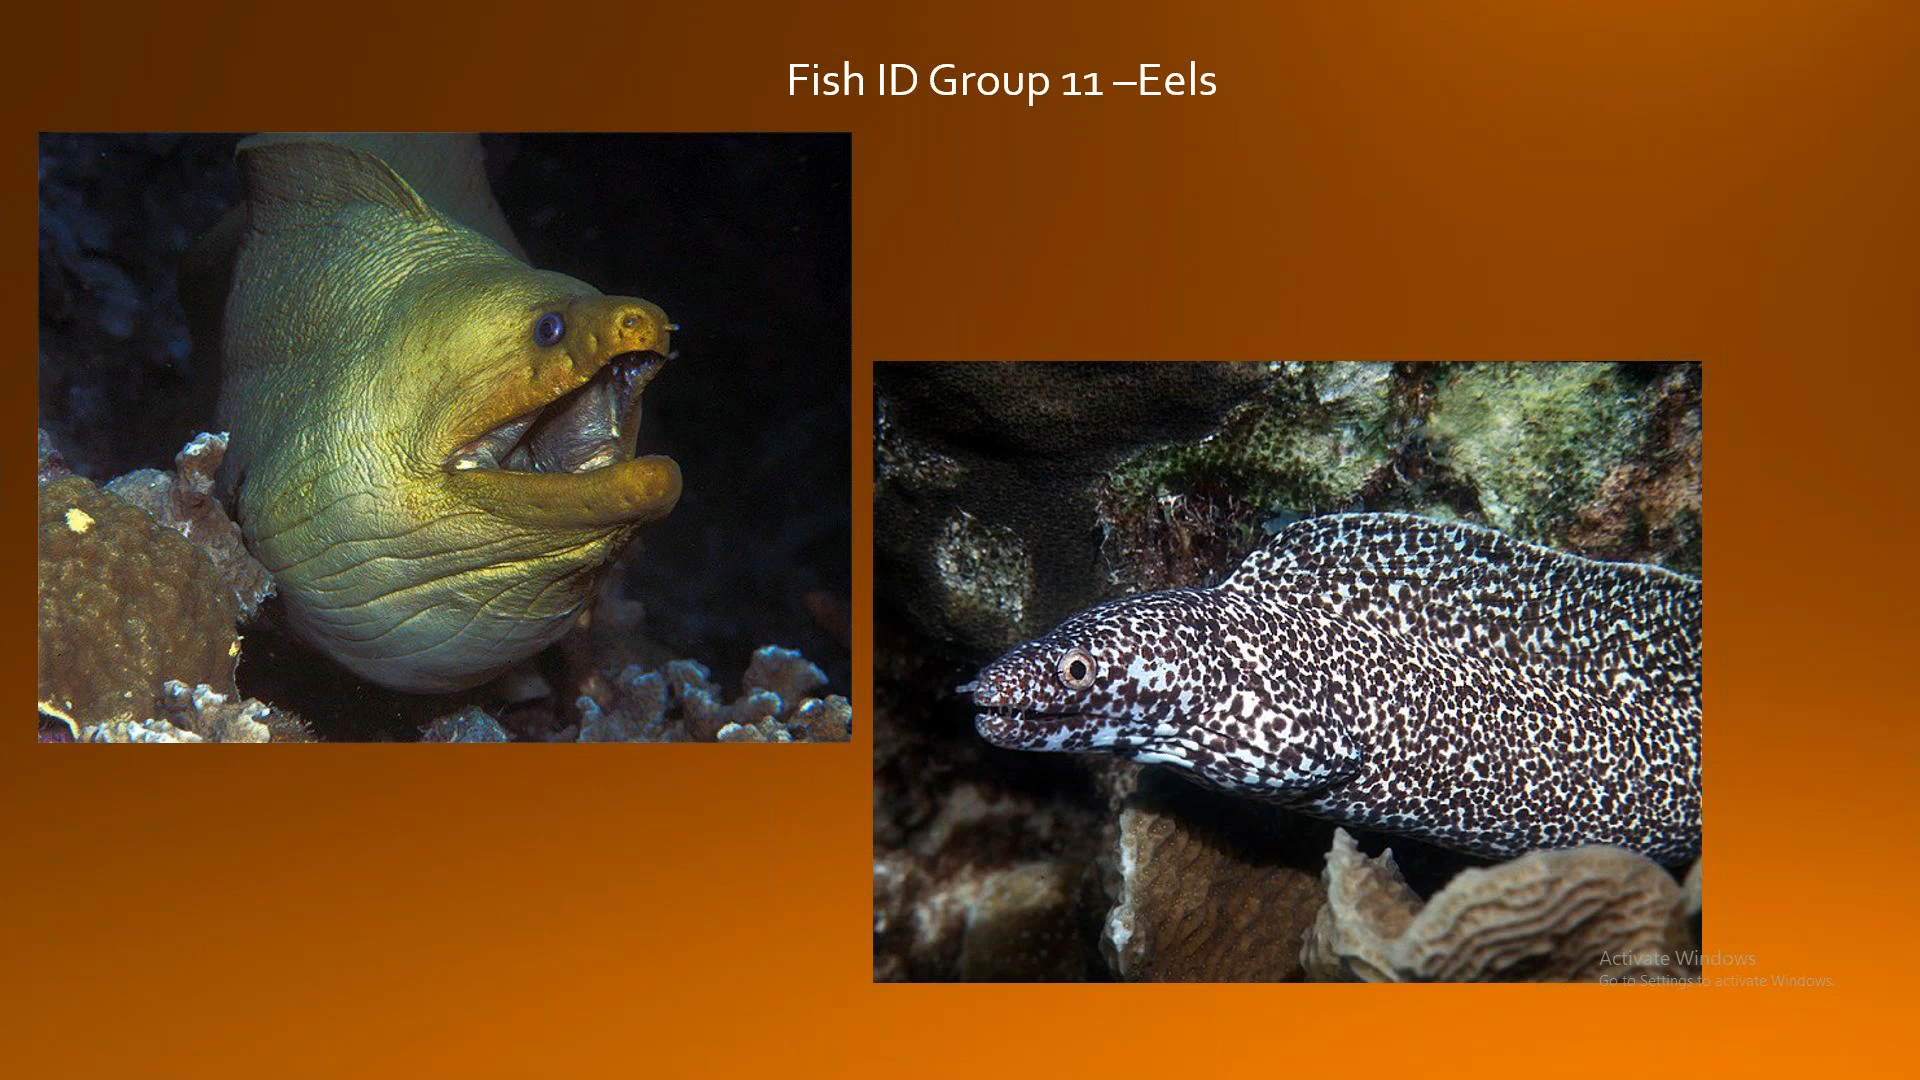 Fish ID Group 11 –Eels
Activate Windows
Go to Settings to activate Windows.